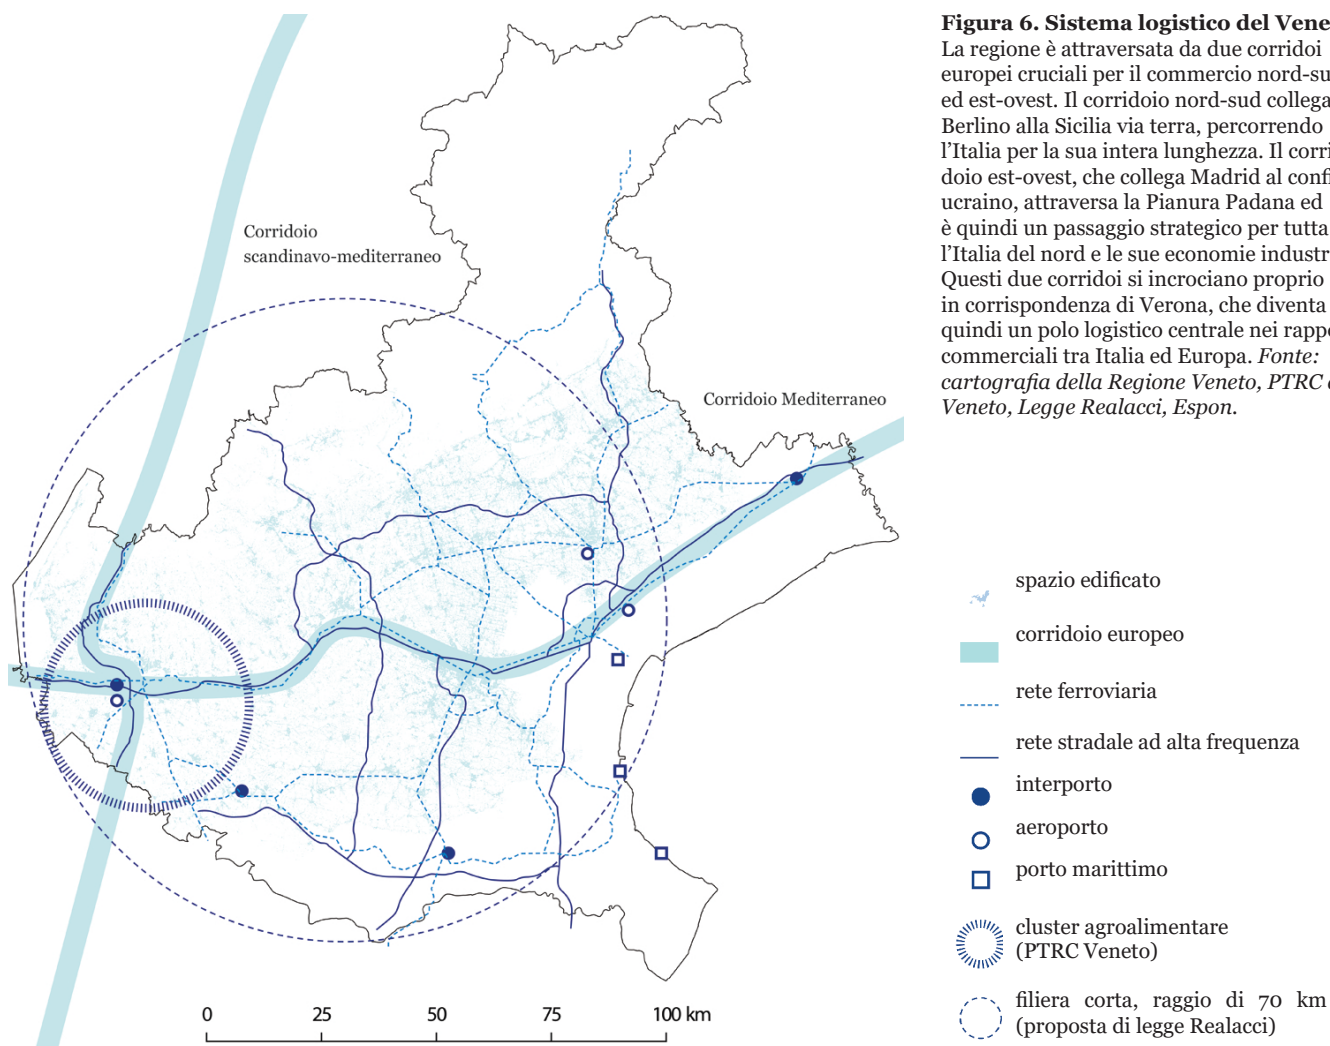 Figura 6. Sistema logistico del
La regione è attraversata da due corridoi
europei cruciali per il commercio
ed est-ovest. Il corridoio nord-sud collega
Berlino alla Sicilia via terra, percorrendo
l'Italia per la sua intera lunghezza. Il
doio est-ovest, che collega Madrid al
ucraino, attraversa la Pianura Padana ed
è quindi un passaggio strategico per tutta
l'Italia del nord e le sue economie
Questi due corridoi si incrociano proprio
in corrispondenza di Verona, che diventa
quindi un polo logistico centrale nei
commerciali tra Italia ed Europa. Fonte:
cartografia della Regione Veneto, PTRC
Veneto, Legge Realacci, Espon.
Corridoio
scandinavo-mediterraneo
Corridoio Mediterraneo
spazio edificato
corridoio europeo
rete ferroviaria
rete stradale ad alta frequenza
interporto
aeroporto
porto marittimo
cluster agroalimentare
(PTRC Veneto)
filiera corta, raggio di 70 km
(proposta di legge Realacci)
0 25 50 75 100 km